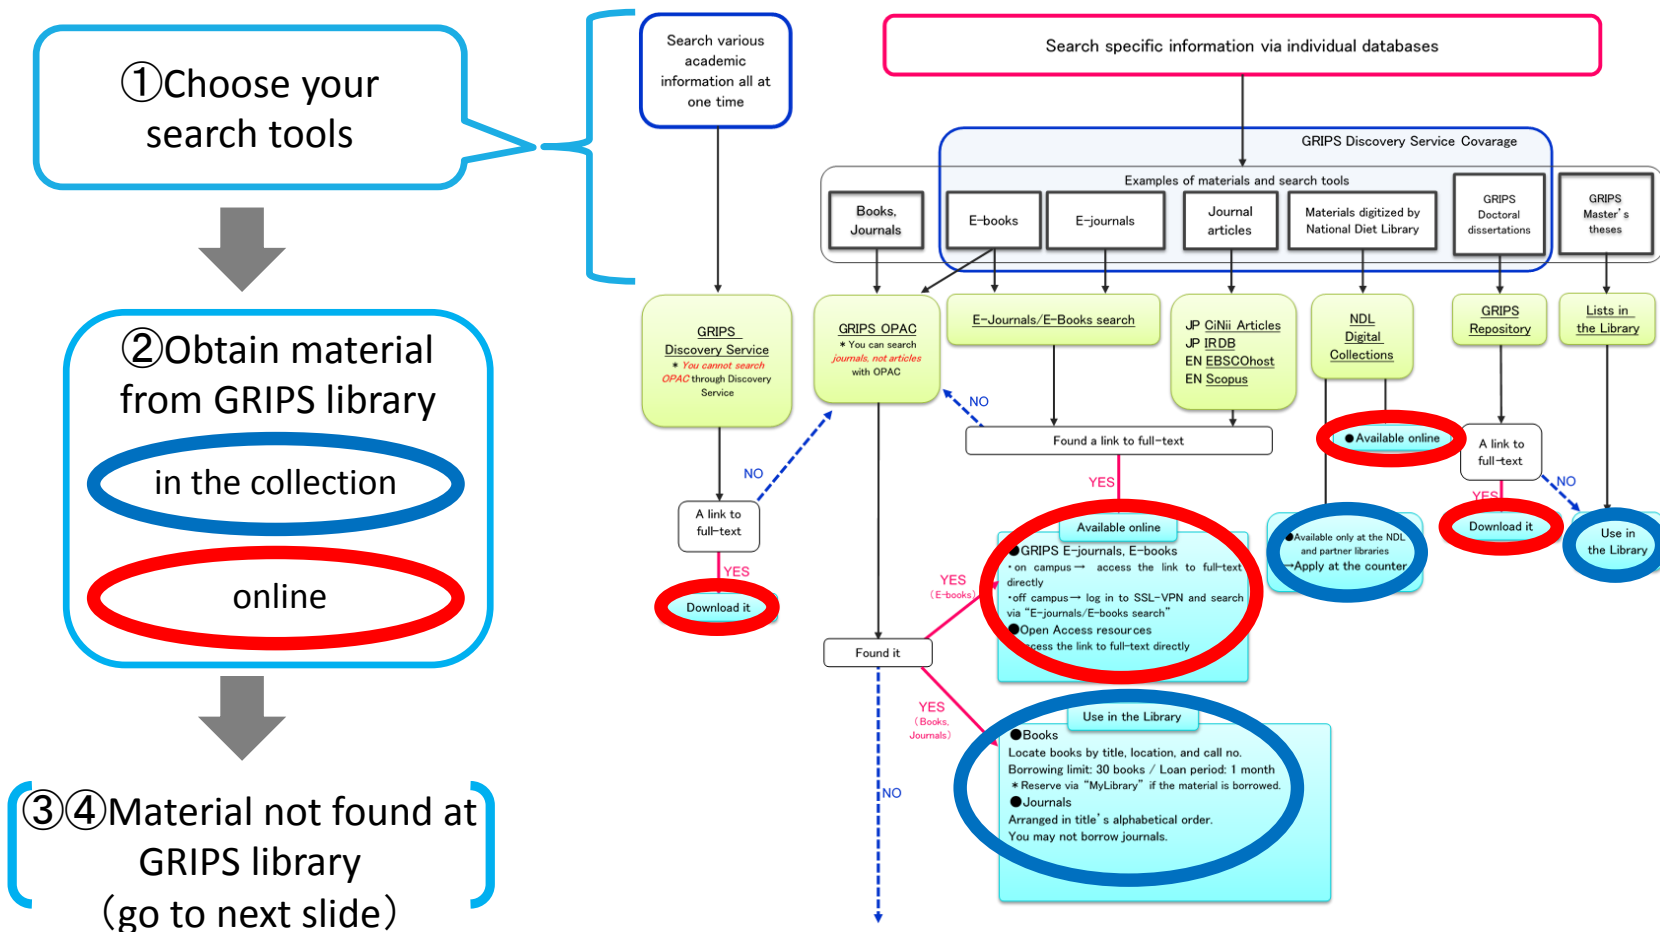 ①Choose your
search tools
②Obtain material
from GRIPS library
in the collection
online
③④Material not found at
GRIPS library
（go to next slide）
Search various
academic
information all at
one time
Search specific information via individual databases
GRIPS Discovery Service Covarage
Examples of materials and search tools
Books,
Journals
E-books
E-journals
Journal
articles
Materials digitized by
National Diet Library
GRIPS
Doctoral
dissertations
GRIPS
Master's
theses
GRIPS
Discovery Service
* You cannot search
OPAC through Discovery
Service
GRIPS OPAC
* You can search
journals, not articles
with OPAC
E-Journals/E-Books search
JP CiNii Articles
JP IRDB
EN EBSCOhost
EN Scopus
NDL
Digital
Collections
GRIPS
Repository
Lists in
the Library
NO
Found a link to full-text
●Available online
A link to
full-text
NO
YES
NO
YES
A link to
full-text
YES
Download it
Available online
●GRIPS E-journals, E-books
・on campus→ access the link to full-text
directly
・off campus→ log in to SSL-VPN and search
via “E-journals/E-books search”
●Open Access resources
access the link to full-text directly
●Available only at the NDL
and partner libraries
→Apply at the counter
Download it
Use in
the Library
YES
(E-books)
Found it
YES
(Books,
Journals)
NO
Use in the Library
●Books
Locate books by title, location, and call no.
Borrowing limit: 30 books / Loan period: 1 month
* Reserve via “MyLibrary” if the material is borrowed.
●Journals
Arranged in title's alphabetical order.
You may not borrow journals.